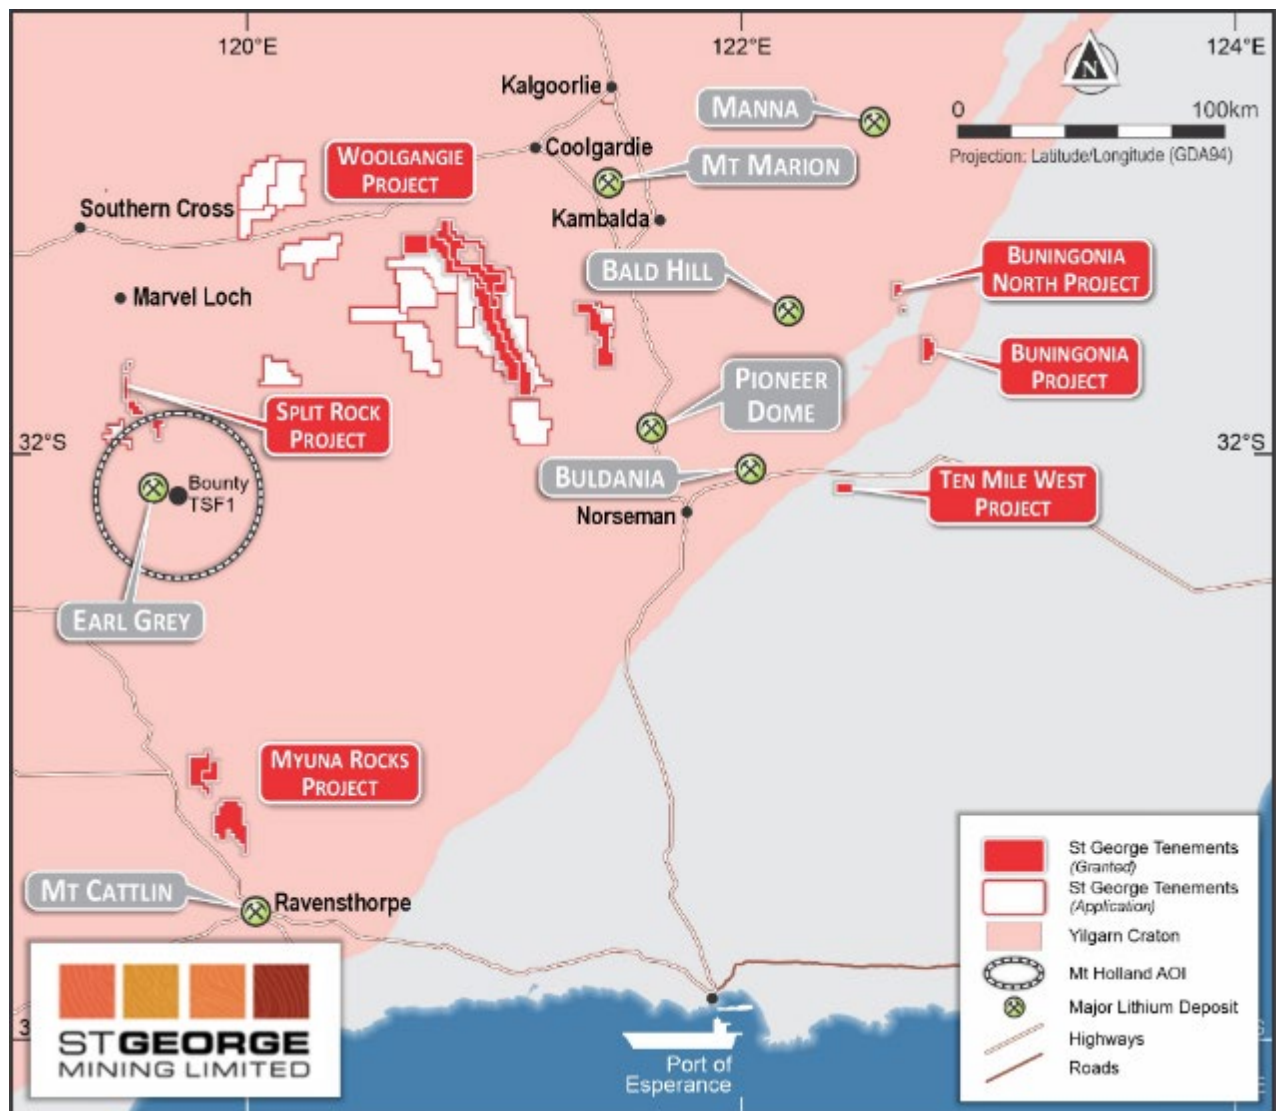 120°E
122°E
124°E
Kalgoorlie
MANNA
0
100km
N
Projection: Latitude/Longitude (GDA94)
WOOLGANGIE
PROJECT
Coolgardie
MT MARION
Southern Cross
Kambalda
BALD HILL
BUNINGONIA
NORTH PROJECT
Marvel Loch
BUNINGONIA
PROJECT
PIONEER
DOME
SPLIT ROCK
PROJECT
32°S
32°S
BULDANIA
TEN MILE WEST
PROJECT
Bounty
TSF1
Norseman
EARL GREY
MYUNA ROCKS
PROJECT
MT CATTLIN
Ravensthorpe
St George Tenements
(Granted)
St George Tenements
(Application)
Yilgarn Craton
Mt Holland AOI
Major Lithium Deposit
Highways
Roads
STGEORGE
MINING LIMITED
Port of
Esperance